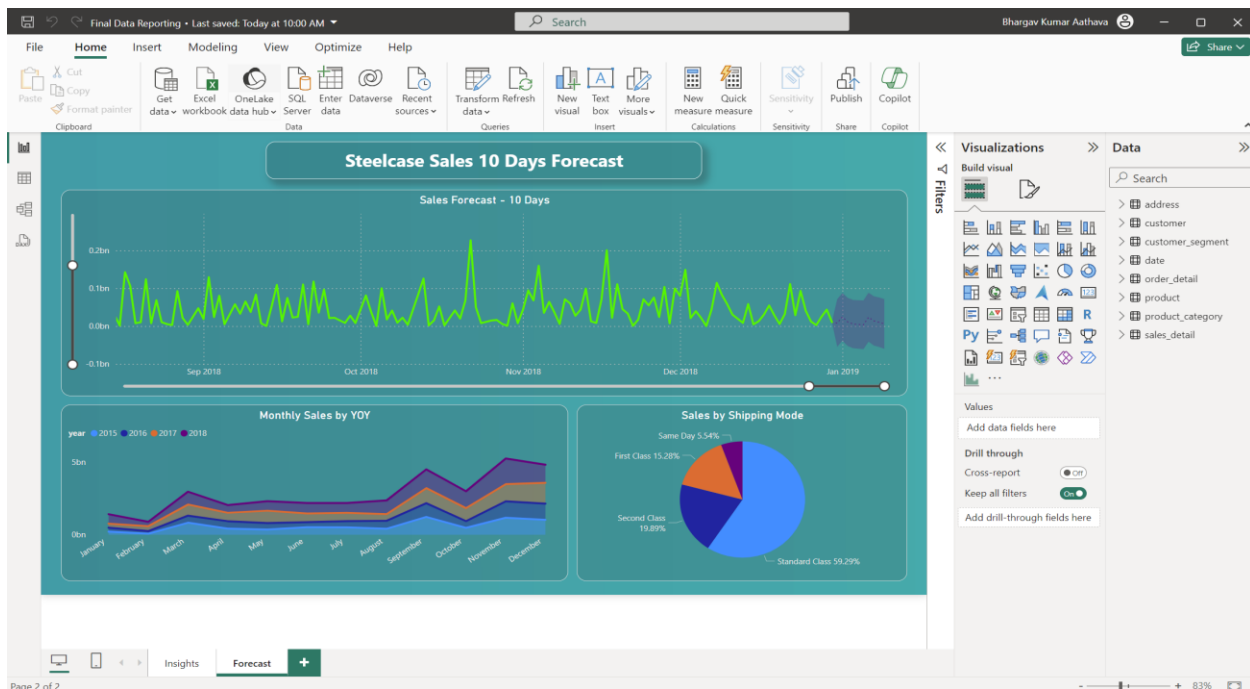 Final Data Reporting • Last saved: Today at 10:00 AM
Search
Bhargav Kumar Aathava
File Home Insert Modeling View Optimize Help
Share
Paste
Cut
Copy
Format painter
Get data
Excel workbook
OneLake data hub
SQL Server
Enter data
Dataverse
Recent sources
Transform data
Refresh
New visual
Text box
More visuals
New measure
Quick measure
Sensitivity
Publish
Copilot
Clipboard Data Queries Insert Calculations Sensitivity Share Copilot
Steelcase Sales 10 Days Forecast
Sales Forecast - 10 Days
0.2bn
0.1bn
0.0bn
-0.1bn
Sep 2018 Oct 2018 Nov 2018 Dec 2018 Jan 2019
Monthly Sales by YOY
year 2015 2016 2017 2018
5bn
0bn
January February March April May June July August September October November December
Sales by Shipping Mode
Same Day 5.54%
First Class 15.28%
Second Class
19.89%
Standard Class 59.29%
Filters
Visualizations
Build visual
R
Py
123
Values
Add data fields here
Drill through
Cross-report Off
Keep all filters On
Add drill-through fields here
Data
Search
address
customer
customer_segment
date
order_detail
product
product_category
sales_detail
Insights Forecast
Page 2 of 2
83%